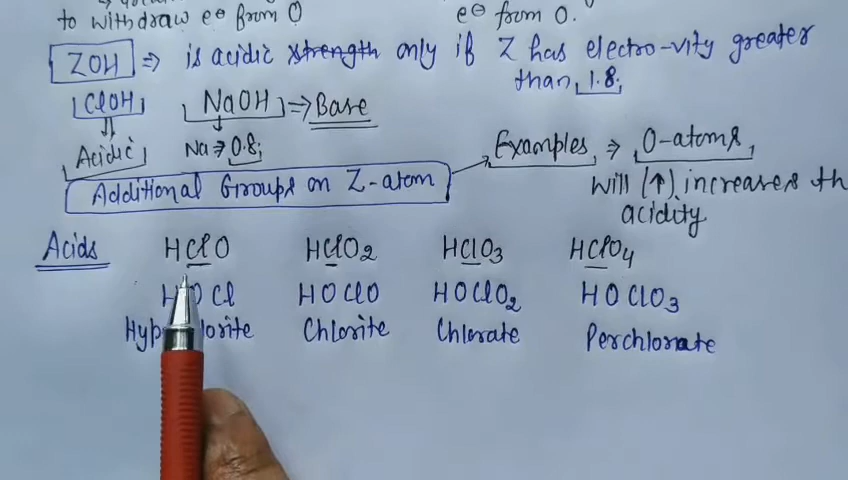 to withdraw e⊖ from O
e⊖ from O.
ZOH ⇒ is acidic strength only if Z has electro-vity greater
than 1.8;
ClOH NaOH ⇒ Base
⇓ ↓
Acidic Na ⇒ 0.8;
Additional Groups on Z-atom → Examples ⇒ O-atoms
will (↑) increases th
acidity
Acids HClO HClO2 HClO3 HClO4
HOCl HOClO HOClO2 HOClO3
Chlorite Chlorate Perchlorate